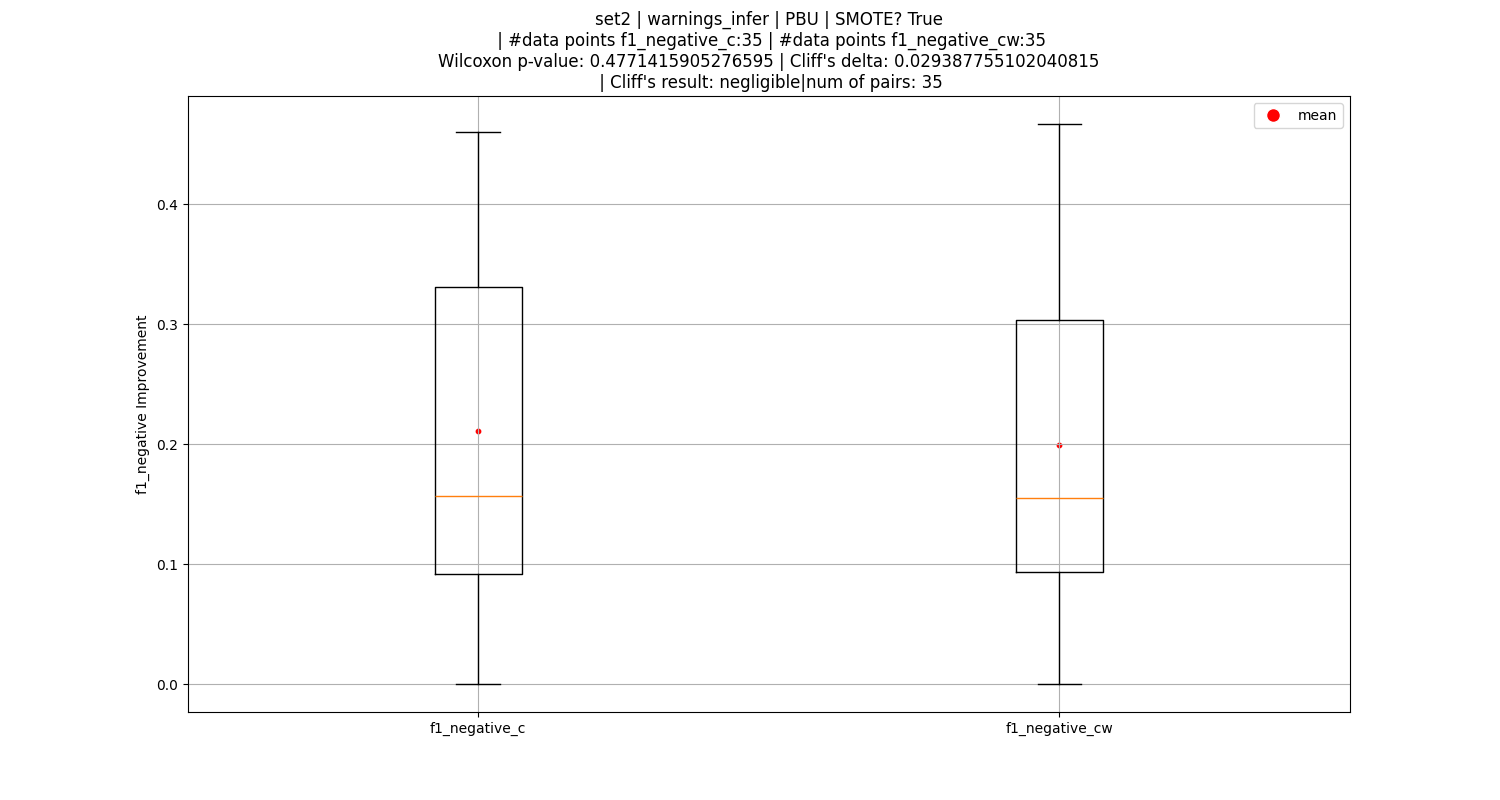 set2 | warnings_infer | PBU | SMOTE? True
| #data points f1_negative_c:35 | #data points f1_negative_cw:35
Wilcoxon p-value: 0.4771415905276595 | Cliff's delta: 0.029387755102040815
| Cliff's result: negligible|num of pairs: 35
mean
0.4
0.3
0.2
0.1
0.0
f1_negative Improvement
f1_negative_c
f1_negative_cw